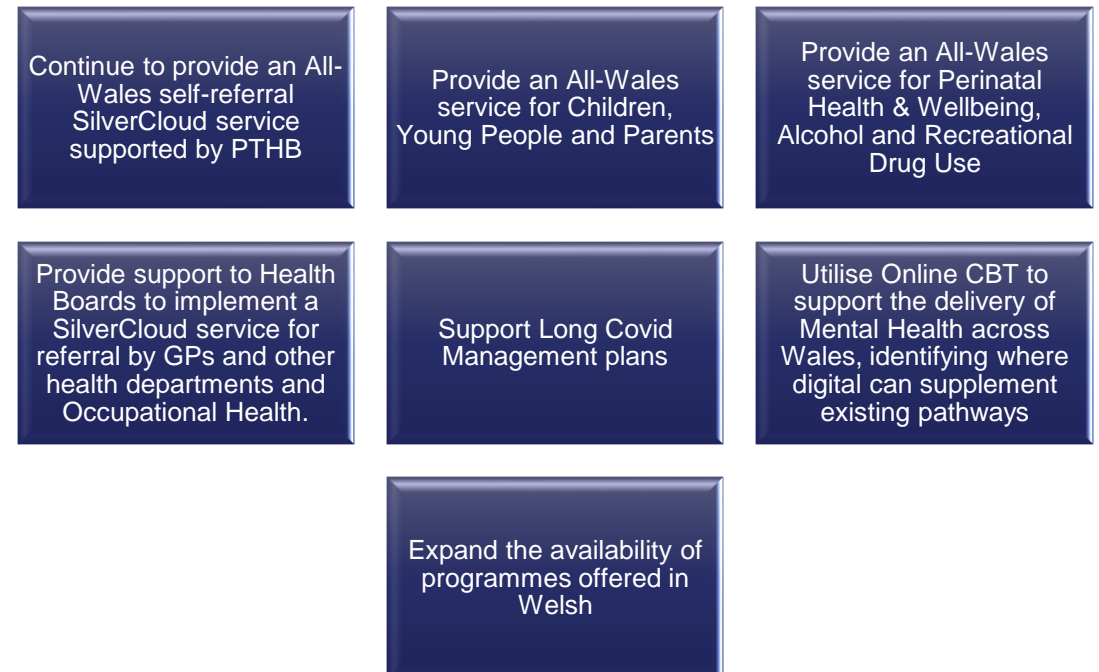 Continue to provide an All-
Wales self-referral
SilverCloud service
supported by PTHB
Provide an All-Wales
service for Children,
Young People and Parents
Provide an All-Wales
service for Perinatal
Health & Wellbeing,
Alcohol and Recreational
Drug Use
Provide support to Health
Boards to implement a
SilverCloud service for
referral by GPs and other
health departments and
Occupational Health.
Support Long Covid
Management plans
Utilise Online CBT to
support the delivery of
Mental Health across
Wales, identifying where
digital can supplement
existing pathways
Expand the availability of
programmes offered in
Welsh